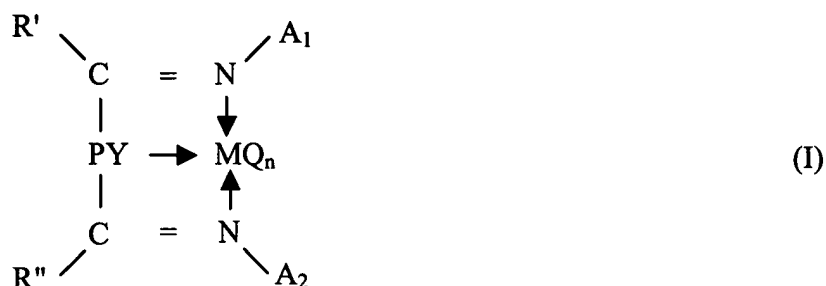 R' A₁
C = N
PY MQₙ (I)
C = N
R" A₂